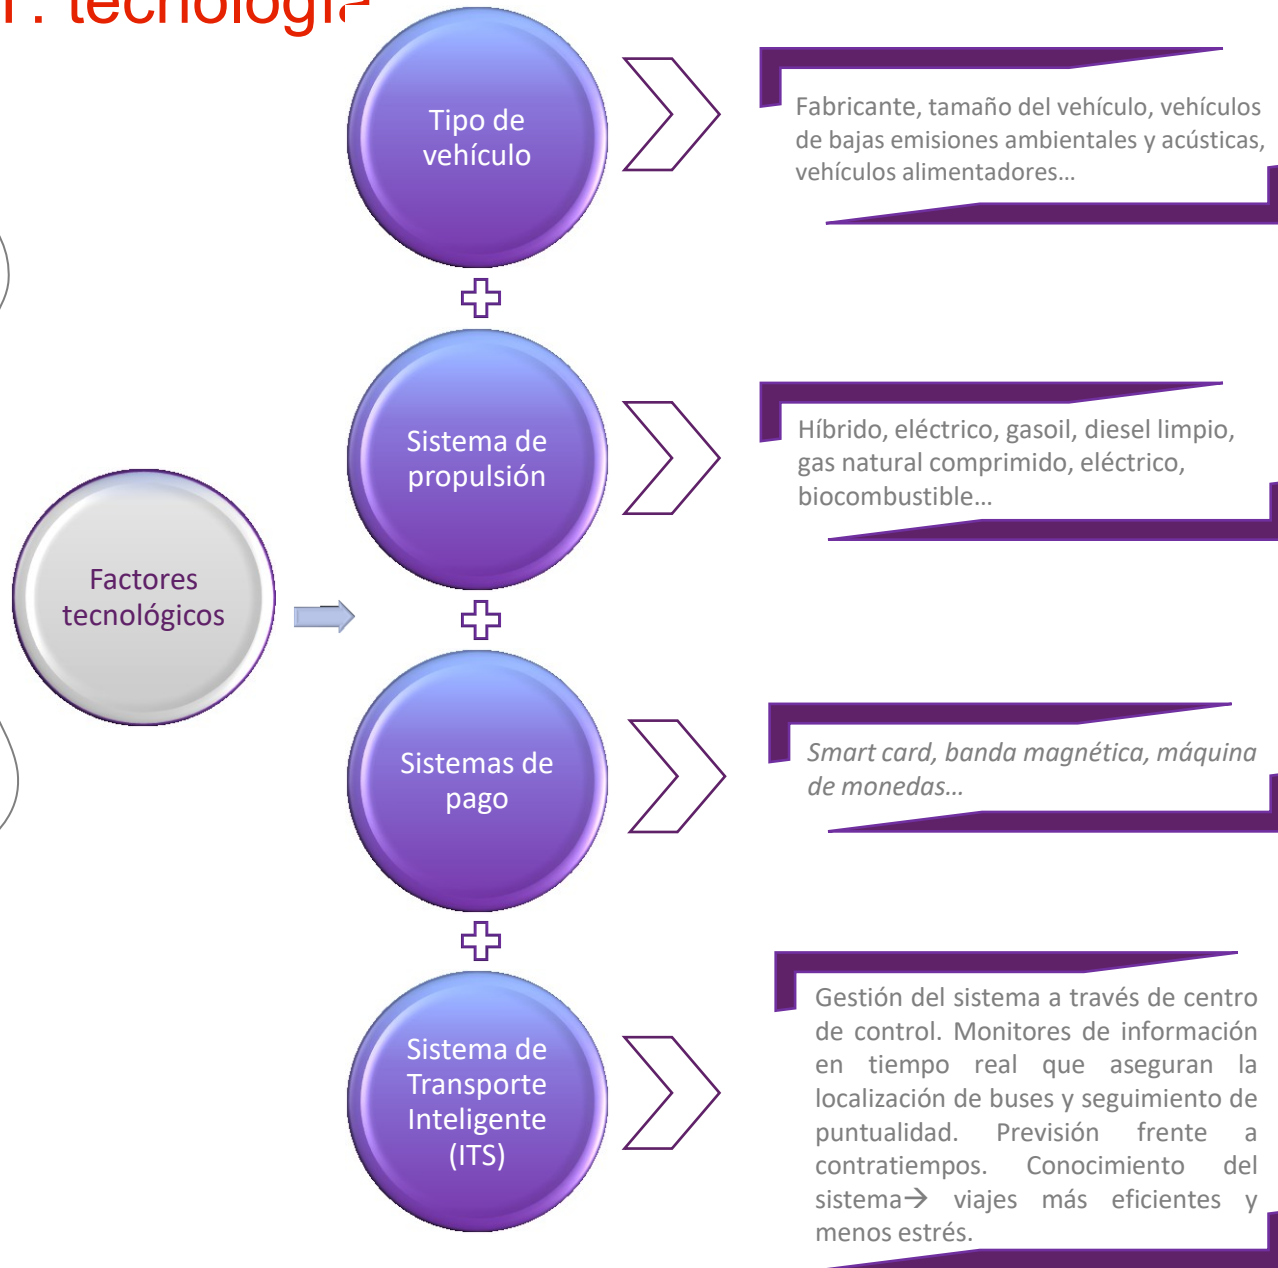 Tipo de
vehículo
Fabricante, tamaño del vehículo, vehículos
de bajas emisiones ambientales y acústicas,
vehículos alimentadores…
Factores
tecnológicos
Sistema de
propulsión
Híbrido, eléctrico, gasoil, diesel limpio,
gas natural comprimido, eléctrico,
biocombustible…
Sistemas de
pago
Smart card, banda magnética, máquina
de monedas…
Sistema de
Transporte
Inteligente
(ITS)
Gestión del sistema a través de centro
de control. Monitores de información
en tiempo real que aseguran la
localización de buses y seguimiento de
puntualidad. Previsión frente a
contratiempos. Conocimiento del
sistema→ viajes más eficientes y
menos estrés.